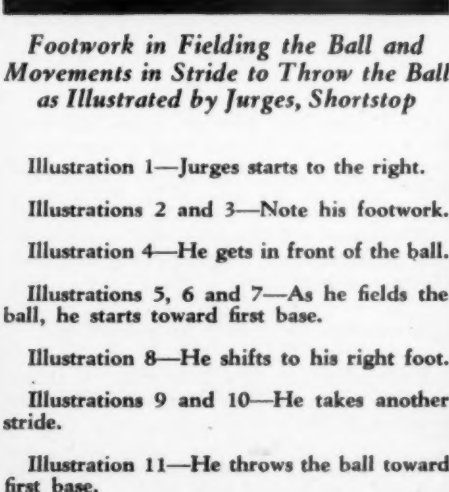 Footwork in Fielding the Ball and
Movements in Stride to Throw the Ball
as Illustrated by Jurges, Shortstop
Illustration 1—Jurges starts to the right.
Illustrations 2 and 3—Note his footwork.
Illustration 4—He gets in front of the ball.
Illustrations 5, 6 and 7—As he fields the
ball, he starts toward first base.
Illustration 8—He shifts to his right foot.
Illustrations 9 and 10—He takes another
stride.
Illustration 11—He throws the ball toward
first base.